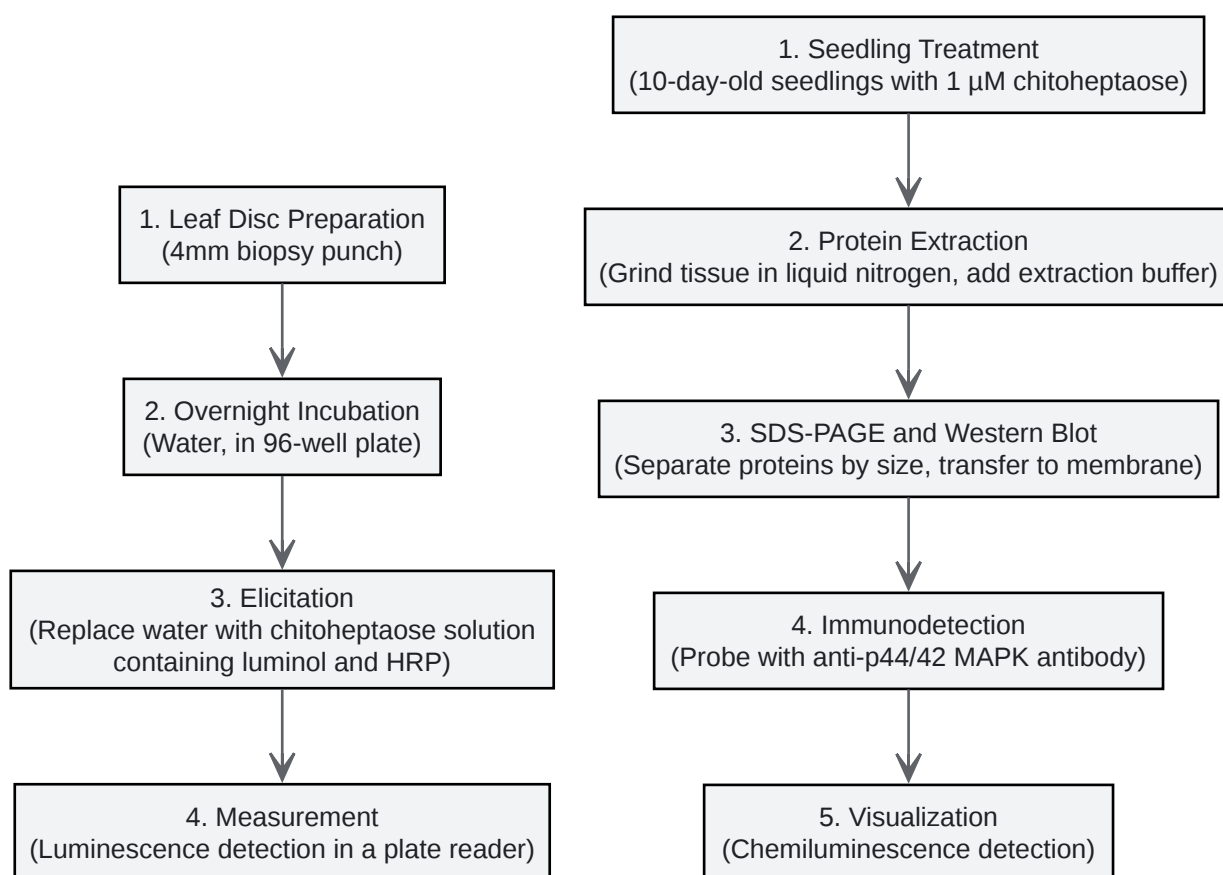 1. Leaf Disc Preparation
(4mm biopsy punch)
2. Overnight Incubation
(Water, in 96-well plate)
3. Elicitation
(Replace water with chitoheptaose solution
containing luminol and HRP)
4. Measurement
(Luminescence detection in a plate reader)
1. Seedling Treatment
(10-day-old seedlings with 1 µM chitoheptaose)
2. Protein Extraction
(Grind tissue in liquid nitrogen, add extraction buffer)
3. SDS-PAGE and Western Blot
(Separate proteins by size, transfer to membrane)
4. Immunodetection
(Probe with anti-p44/42 MAPK antibody)
5. Visualization
(Chemiluminescence detection)